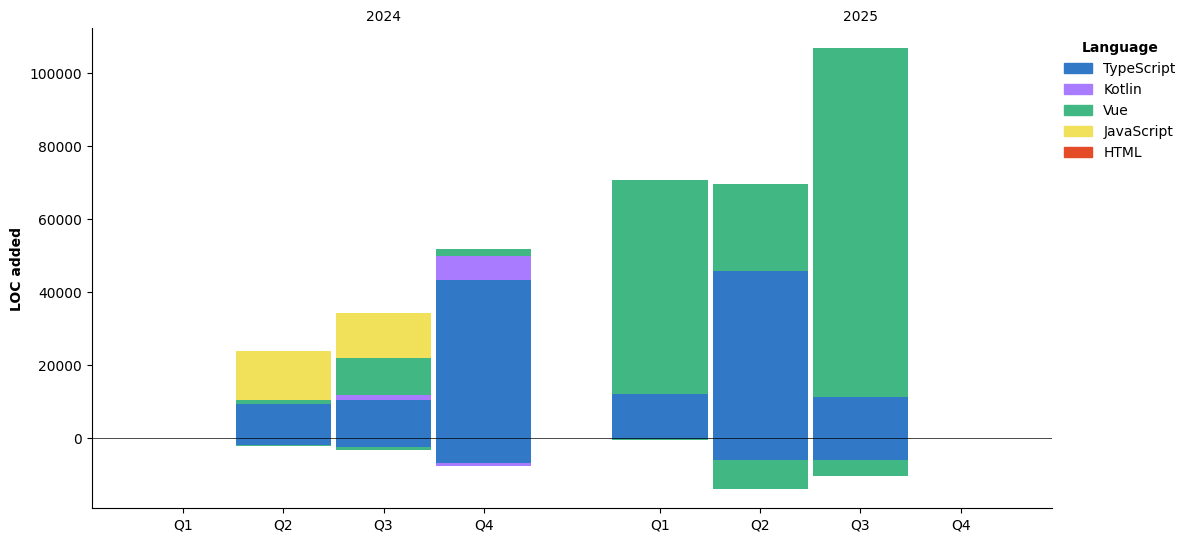 2024
2025
Language
TypeScript
Kotlin
Vue
JavaScript
HTML
LOC added
100000
80000
60000
40000
20000
0
Q1 Q2 Q3 Q4 Q1 Q2 Q3 Q4